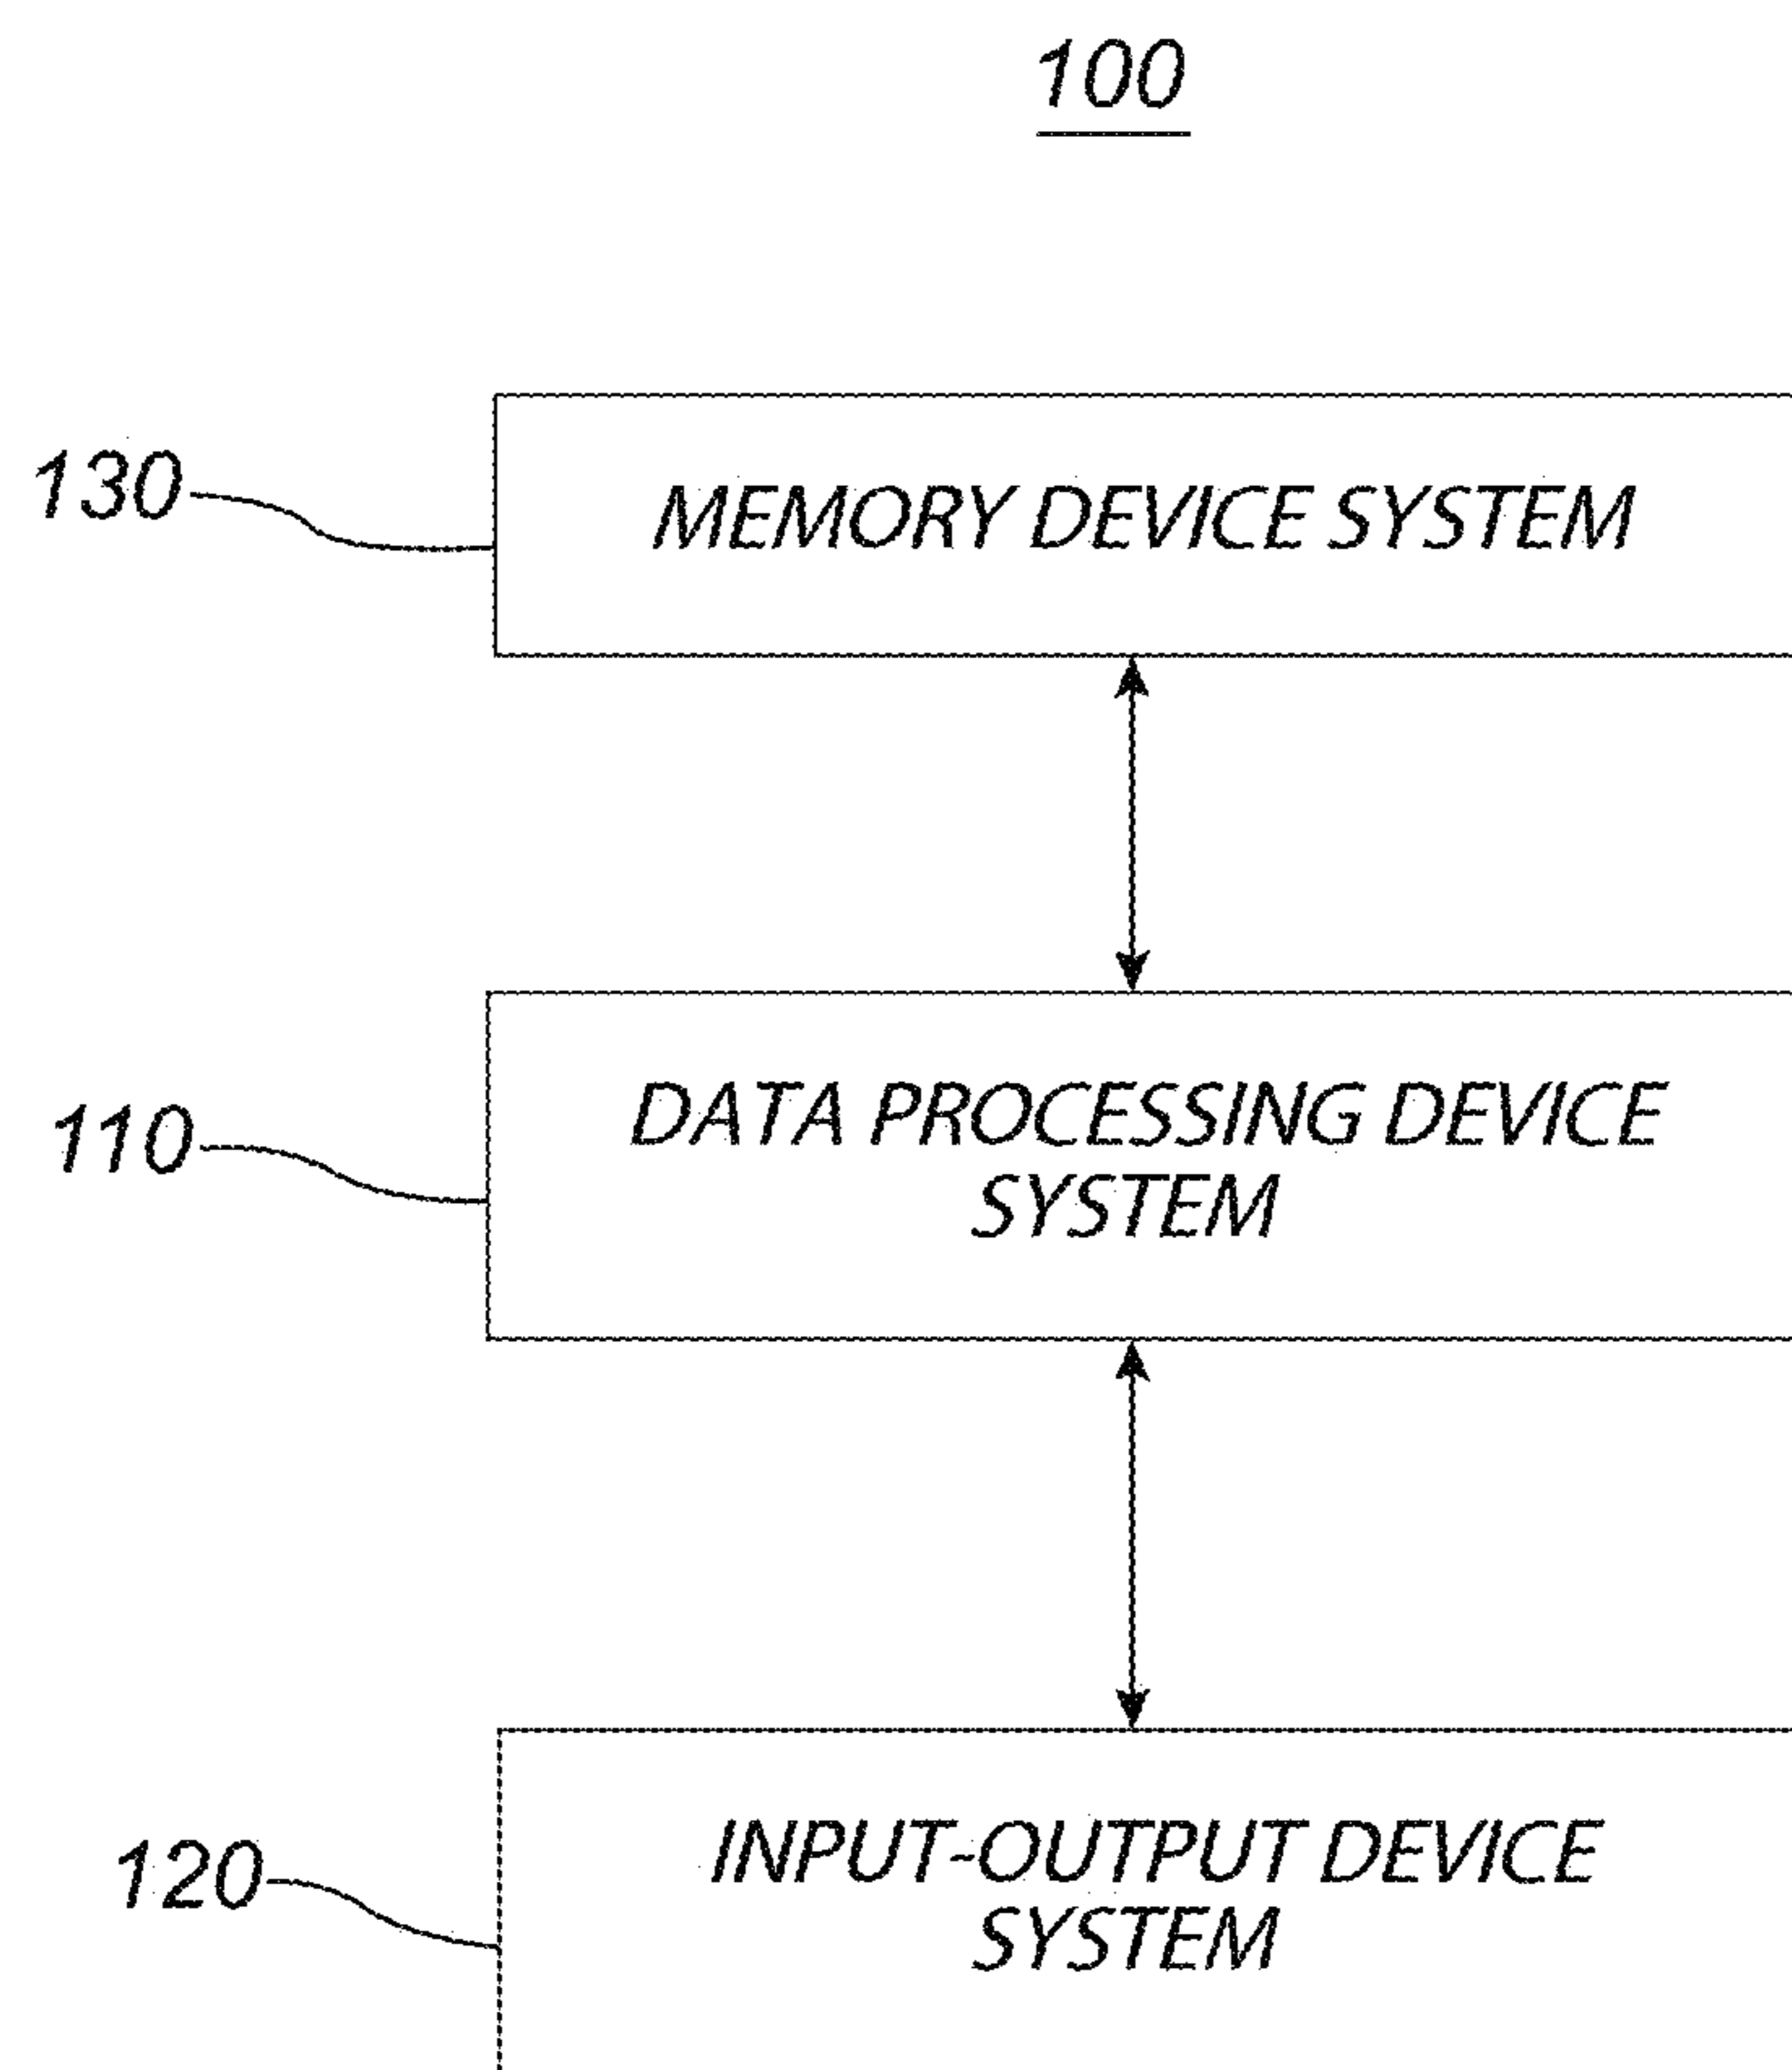 100
130
MEMORY DEVICE SYSTEM
110
DATA PROCESSING DEVICE
SYSTEM
120
INPUT-OUTPUT DEVICE
SYSTEM